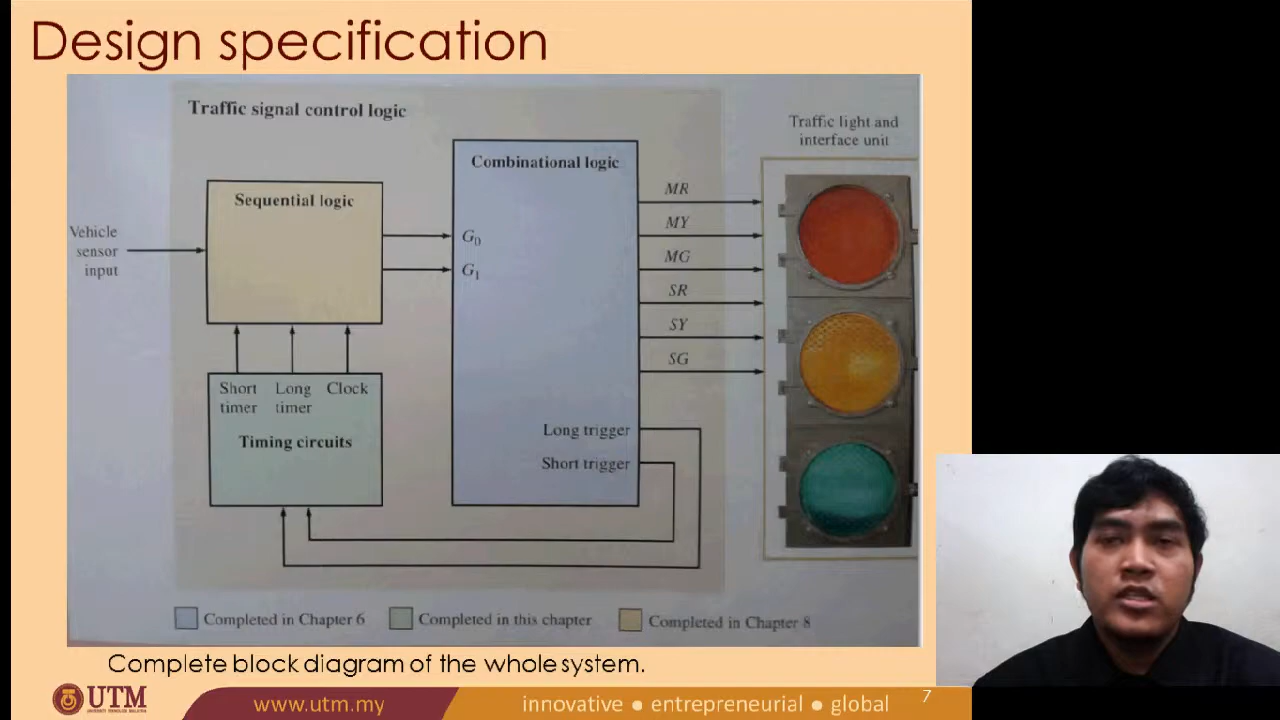 Design specification
Traffic signal control logic
Traffic light and
interface unit
Combinational logic
Sequential logic
Vehicle
sensor
input
G0
G1
MR
MY
MG
SR
SY
SG
Short
timer
Long
timer
Clock
Timing circuits
Long trigger
Short trigger
Completed in Chapter 6
Completed in this chapter
Completed in Chapter 8
Complete block diagram of the whole system.
UTM
UNIVERSITI TEKNOLOGI MALAYSIA
www.utm.my
innovative ● entrepreneurial ● global
7